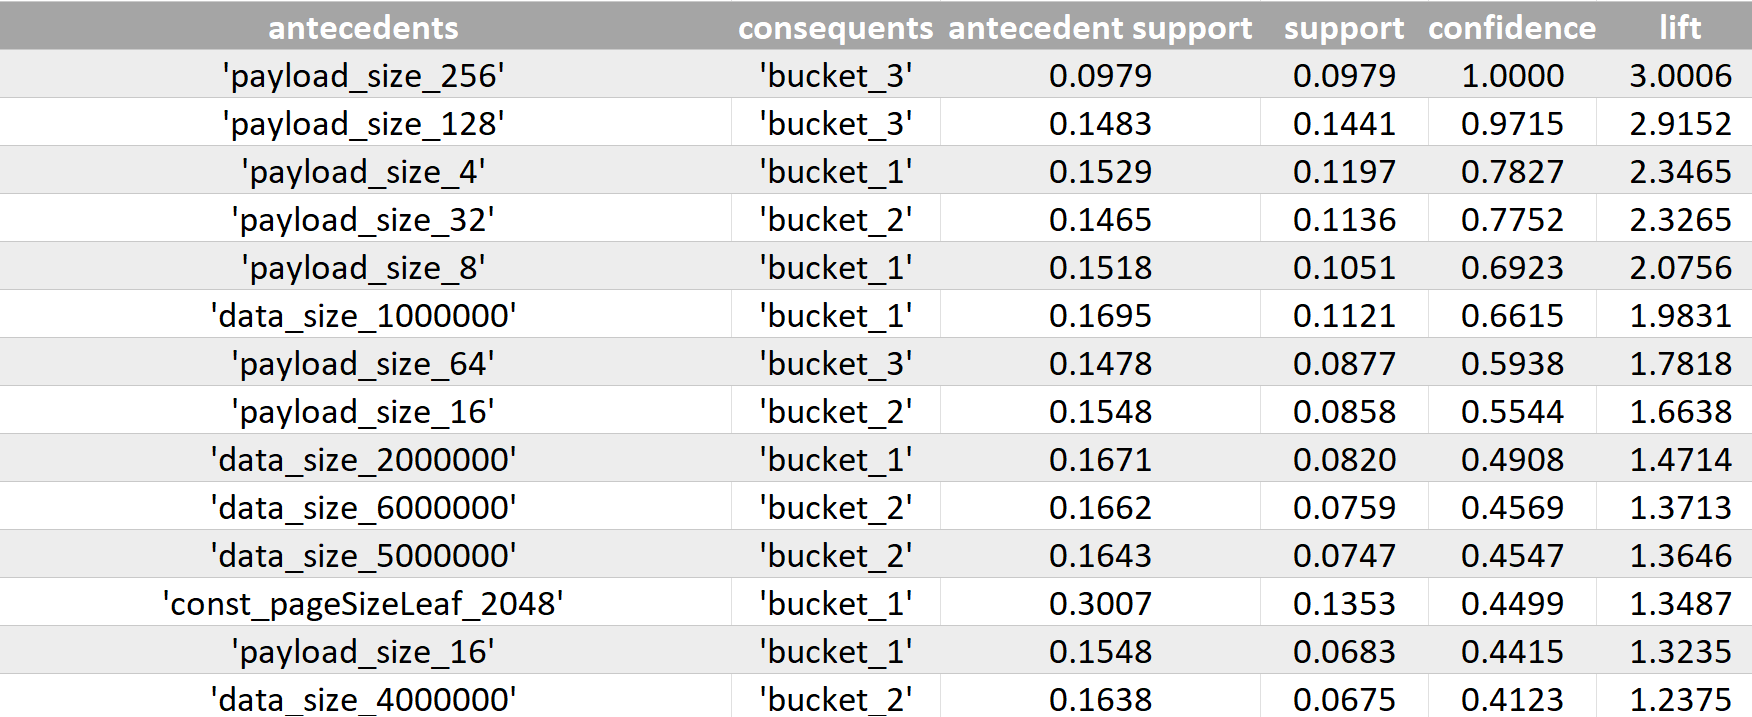 antecedents consequents antecedent support support confidence lift
'payload_size_256' 'bucket_3' 0.0979 0.0979 1.0000 3.0006
'payload_size_128' 'bucket_3' 0.1483 0.1441 0.9715 2.9152
'payload_size_4' 'bucket_1' 0.1529 0.1197 0.7827 2.3465
'payload_size_32' 'bucket_2' 0.1465 0.1136 0.7752 2.3265
'payload_size_8' 'bucket_1' 0.1518 0.1051 0.6923 2.0756
'data_size_1000000' 'bucket_1' 0.1695 0.1121 0.6615 1.9831
'payload_size_64' 'bucket_3' 0.1478 0.0877 0.5938 1.7818
'payload_size_16' 'bucket_2' 0.1548 0.0858 0.5544 1.6638
'data_size_2000000' 'bucket_1' 0.1671 0.0820 0.4908 1.4714
'data_size_6000000' 'bucket_2' 0.1662 0.0759 0.4569 1.3713
'data_size_5000000' 'bucket_2' 0.1643 0.0747 0.4547 1.3646
'const_pageSizeLeaf_2048' 'bucket_1' 0.3007 0.1353 0.4499 1.3487
'payload_size_16' 'bucket_1' 0.1548 0.0683 0.4415 1.3235
'data_size_4000000' 'bucket_2' 0.1638 0.0675 0.4123 1.2375